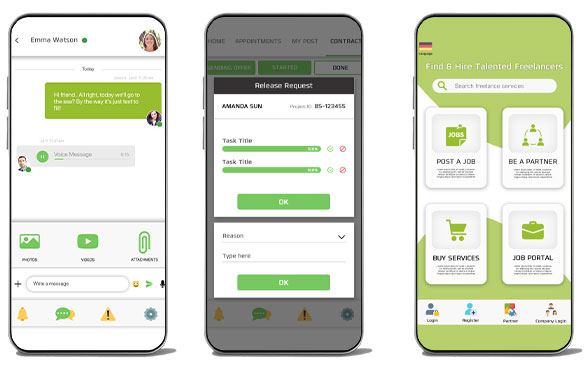 Emma Watson
Today
Hi friend. All right, today we'll go to
the sea? By the way it's just text to
fill!
Voice Message
PHOTOS
VIDEOS
ATTACHMENTS
Write a message
HOME APPOINTMENTS MY POST CONTRACT
PENDING OFFER STARTED DONE
Release Request
AMANDA SUN Project ID 85-123455
Task Title
Task Title
OK
Reason
Type here
OK
Find & Hire Talented Freelancers
Search freelance services
JOBS
POST A JOB
BE A PARTNER
BUY SERVICES
JOB PORTAL
Login
Register
Partner
Company Login